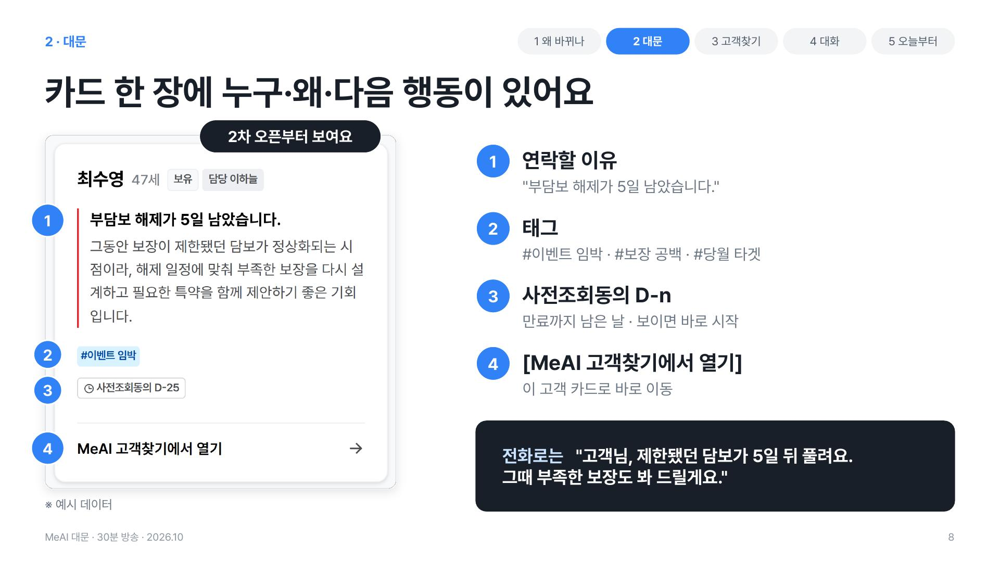 2 · 대문
1 왜 바뀌나
2 대문
3 고객찾기
4 대화
5 오늘부터
카드 한 장에 누구·왜·다음 행동이 있어요
2차 오픈부터 보여요
최수영 47세 보유 담당 이하늘
1
부담보 해제가 5일 남았습니다.
그동안 보장이 제한됐던 담보가 정상화되는 시
점이라, 해제 일정에 맞춰 부족한 보장을 다시 설
계하고 필요한 특약을 함께 제안하기 좋은 기회
입니다.
2
#이벤트 임박
3
사전조회동의 D-25
4
MeAI 고객찾기에서 열기 →
※ 예시 데이터
1
연락할 이유
"부담보 해제가 5일 남았습니다."
2
태그
#이벤트 임박 · #보장 공백 · #당월 타겟
3
사전조회동의 D-n
만료까지 남은 날 · 보이면 바로 시작
4
[MeAI 고객찾기에서 열기]
이 고객 카드로 바로 이동
전화로는 "고객님, 제한됐던 담보가 5일 뒤 풀려요.
그때 부족한 보장도 봐 드릴게요."
MeAI 대문 · 30분 방송 · 2026.10
8